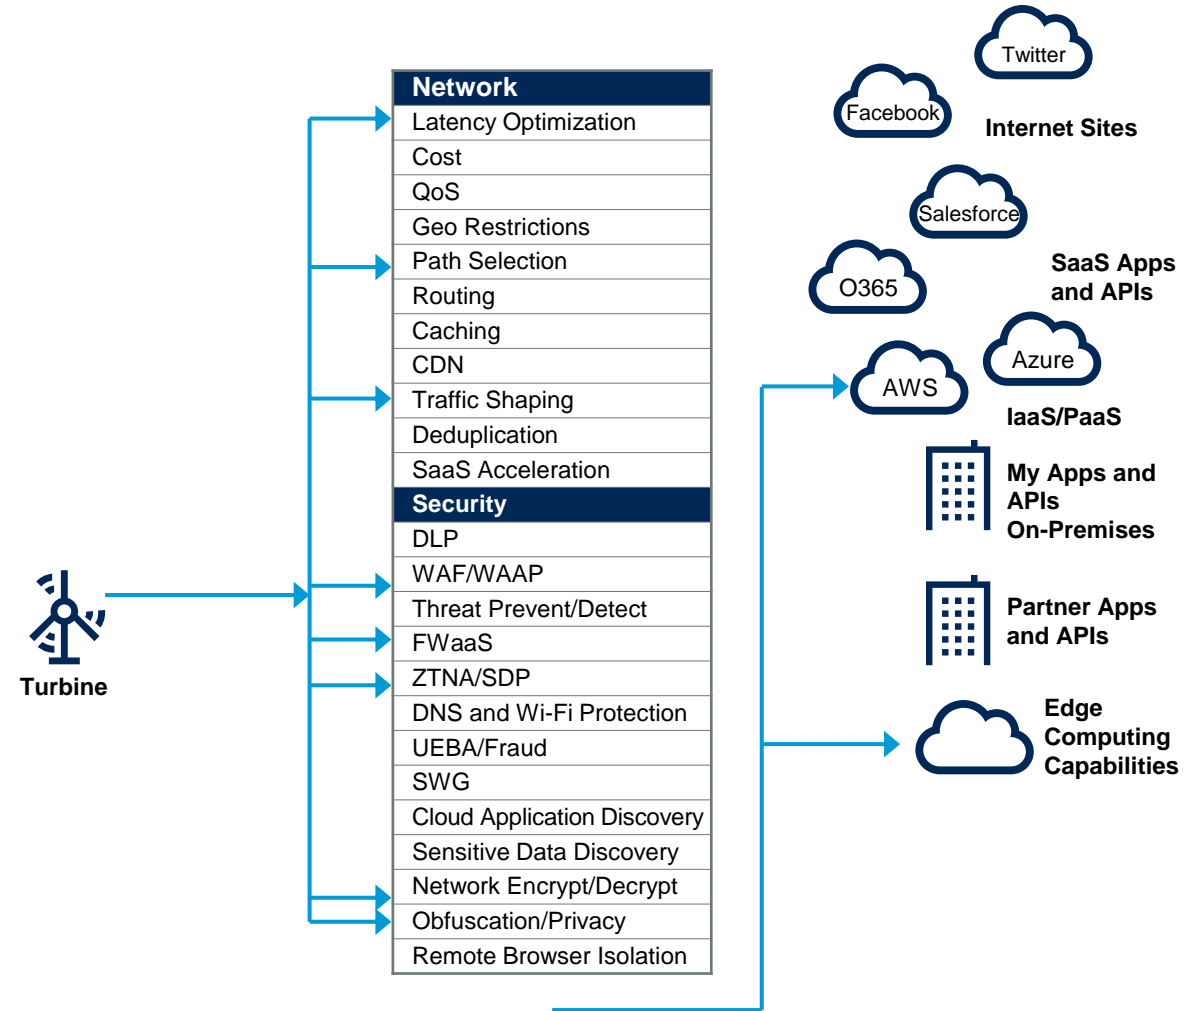 Turbine
Network
Latency Optimization
Cost
QoS
Geo Restrictions
Path Selection
Routing
Caching
CDN
Traffic Shaping
Deduplication
SaaS Acceleration
Security
DLP
WAF/WAAP
Threat Prevent/Detect
FWaaS
ZTNA/SDP
DNS and Wi-Fi Protection
UEBA/Fraud
SWG
Cloud Application Discovery
Sensitive Data Discovery
Network Encrypt/Decrypt
Obfuscation/Privacy
Remote Browser Isolation
Twitter
Facebook
Internet Sites
Salesforce
O365
SaaS Apps
and APIs
Azure
AWS
IaaS/PaaS
My Apps and
APIs
On-Premises
Partner Apps
and APIs
Edge
Computing
Capabilities